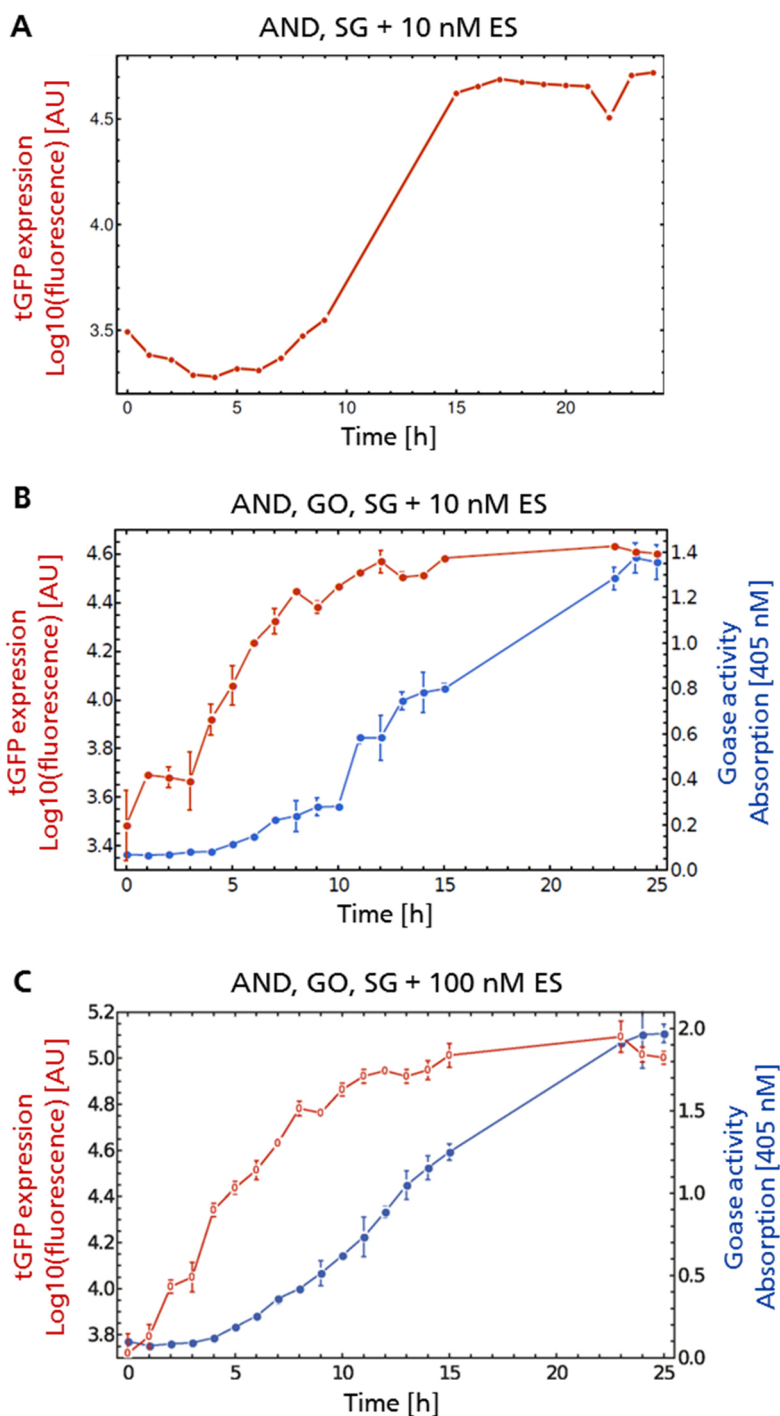 A
AND, SG + 10 nM ES
tGFP expression
Log10(fluorescence) [AU]
4.5
4.0
3.5
0 5 10 15 20
Time [h]
B
AND, GO, SG + 10 nM ES
tGFP expression
Log10(fluorescence) [AU]
4.6
4.4
4.2
4.0
3.8
3.6
3.4
1.4
1.2
1.0
0.8
0.6
0.4
0.2
0.0
Goase activity
Absorption [405 nM]
0 5 10 15 20 25
Time [h]
C
AND, GO, SG + 100 nM ES
tGFP expression
Log10(fluorescence) [AU]
5.2
5.0
4.8
4.6
4.4
4.2
4.0
3.8
2.0
1.5
1.0
0.5
0.0
Goase activity
Absorption [405 nM]
0 5 10 15 20 25
Time [h]